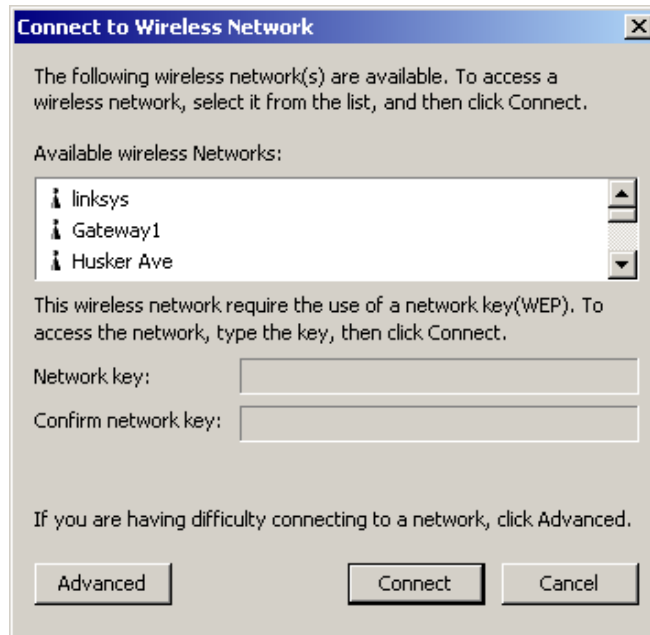 Connect to Wireless Network
The following wireless network(s) are available. To access a
wireless network, select it from the list, and then click Connect.
Available wireless Networks:
linksys
Gateway1
Husker Ave
This wireless network require the use of a network key(WEP). To
access the network, type the key, then click Connect.
Network key:
Confirm network key:
If you are having difficulty connecting to a network, click Advanced.
Advanced Connect Cancel